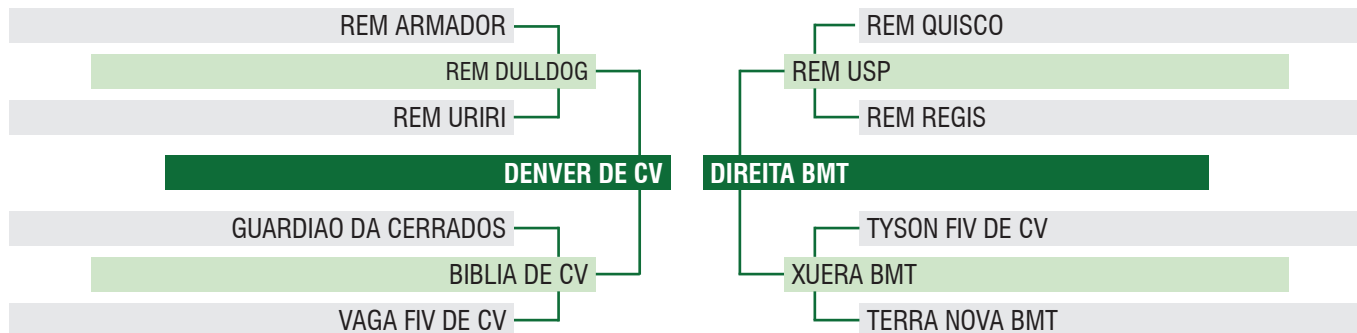 REM ARMADOR
REM DULLDOG
REM URIRI
DENVER DE CV
GUARDIAO DA CERRADOS
BIBLIA DE CV
VAGA FIV DE CV
REM QUISCO
REM USP
REM REGIS
DIREITA BMT
TYSON FIV DE CV
XUERA BMT
TERRA NOVA BMT